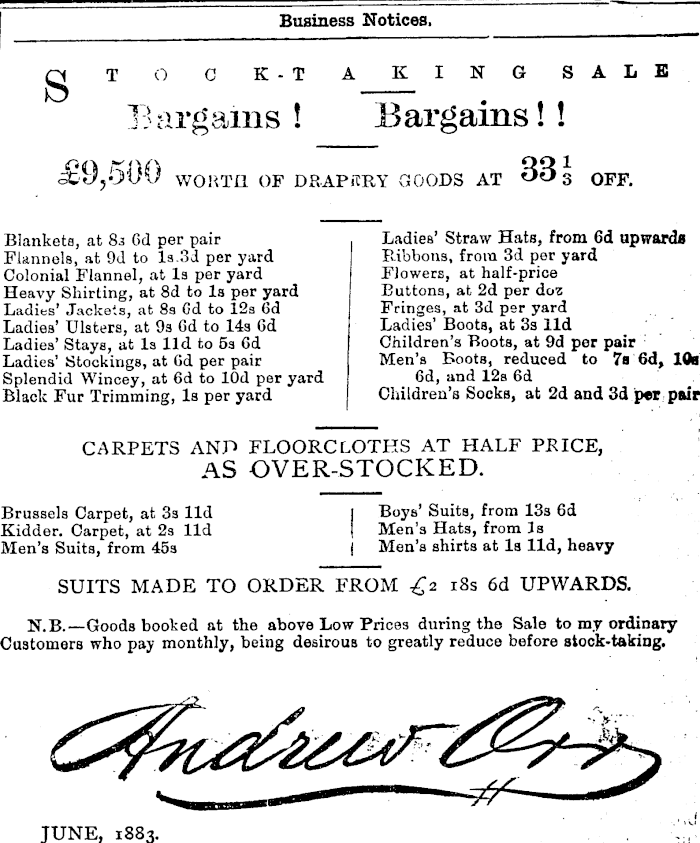 Business Notices.
STOCK-TAKING SALE
Bargains! Bargains!!
£9,500 WORTH OF DRAPERY GOODS AT 33 1/3 OFF.
Blankets, at 8s 6d per pair
Flannels, at 9d to 1s.3d per yard
Colonial Flannel, at 1s per yard
Heavy Shirting, at 8d to 1s per yard
Ladies' Jackets, at 8s 6d to 12s 6d
Ladies' Ulsters, at 9s 6d to 14s 6d
Ladies' Stays, at 1s 11d to 5s 6d
Ladies' Stockings, at 6d per pair
Splendid Wincey, at 6d to 10d per yard
Black Fur Trimming, 1s per yard
Ladies' Straw Hats, from 6d upwards
Ribbons, from 3d per yard
Flowers, at half-price
Buttons, at 2d per doz
Fringes, at 3d per yard
Ladies' Boots, at 3s 11d
Children's Boots, at 9d per pair
Men's Boots, reduced to 7s 6d, 10s
6d, and 12s 6d
Children's Socks, at 2d and 3d per pair
CARPETS AND FLOORCLOTHS AT HALF PRICE,
AS OVER-STOCKED.
Brussels Carpet, at 3s 11d
Kidder. Carpet, at 2s 11d
Men's Suits, from 45s
Boys' Suits, from 13s 6d
Men's Hats, from 1s
Men's shirts at 1s 11d, heavy
SUITS MADE TO ORDER FROM £2 18s 6d UPWARDS.
N.B.—Goods booked at the above Low Prices during the Sale to my ordinary
Customers who pay monthly, being desirous to greatly reduce before stock-taking.
Andrew Orr
JUNE, 1883.